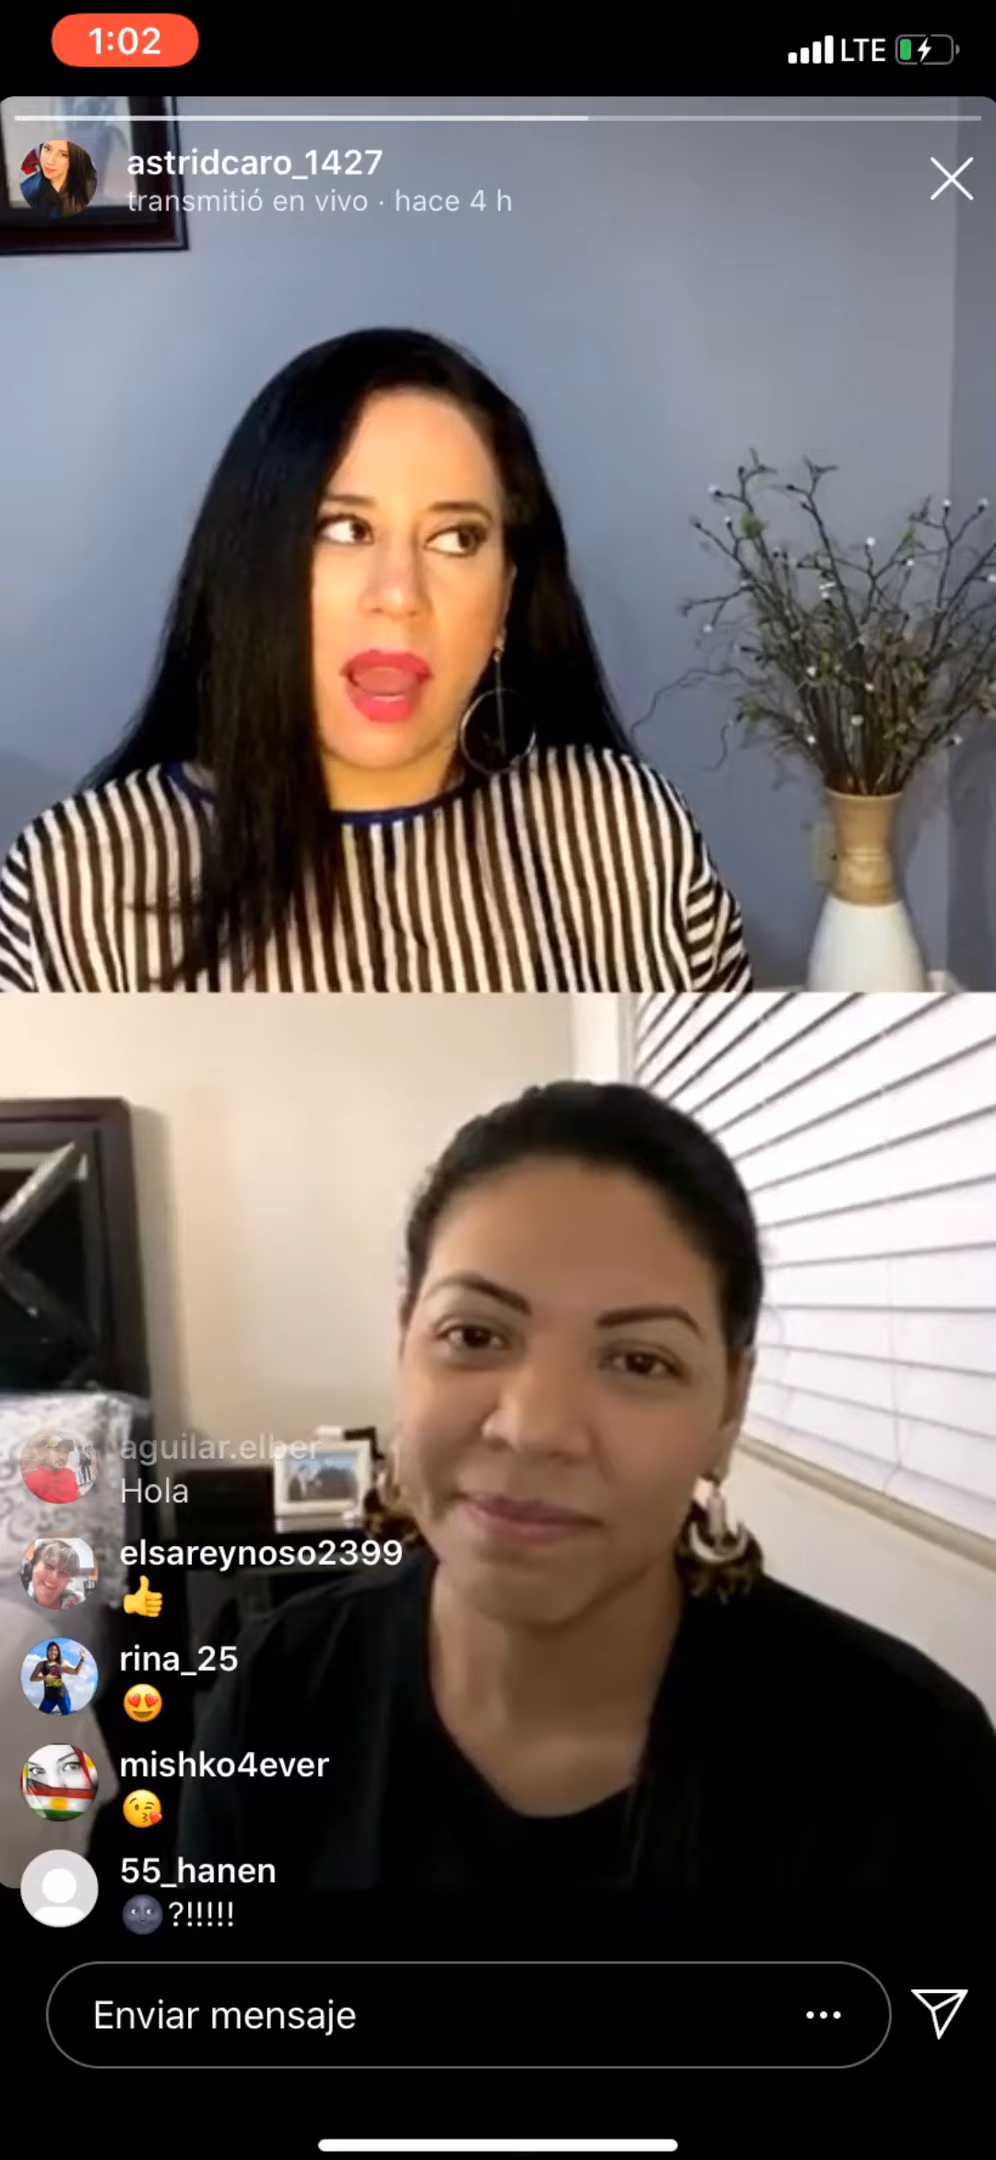 1:02
LTE
astridcaro_1427
transmitió en vivo · hace 4 h
aguilar.elber
Hola
elsareynoso2399
👍
rina_25
😍
mishko4ever
😘
55_hanen
🌚?!!!!!
Enviar mensaje